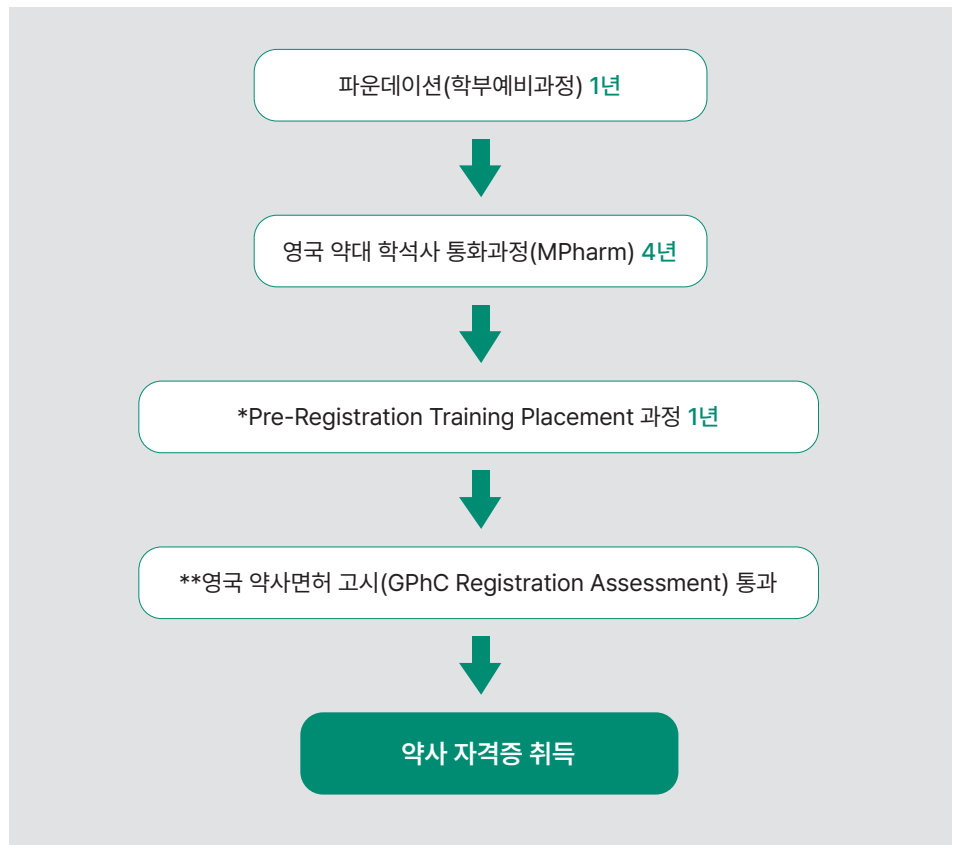 파운데이션(학부예비과정) 1년
영국 약대 학석사 통화과정(MPharm) 4년
*Pre-Registration Training Placement 과정 1년
**영국 약사면허 고시(GPhC Registration Assessment) 통과
약사 자격증 취득